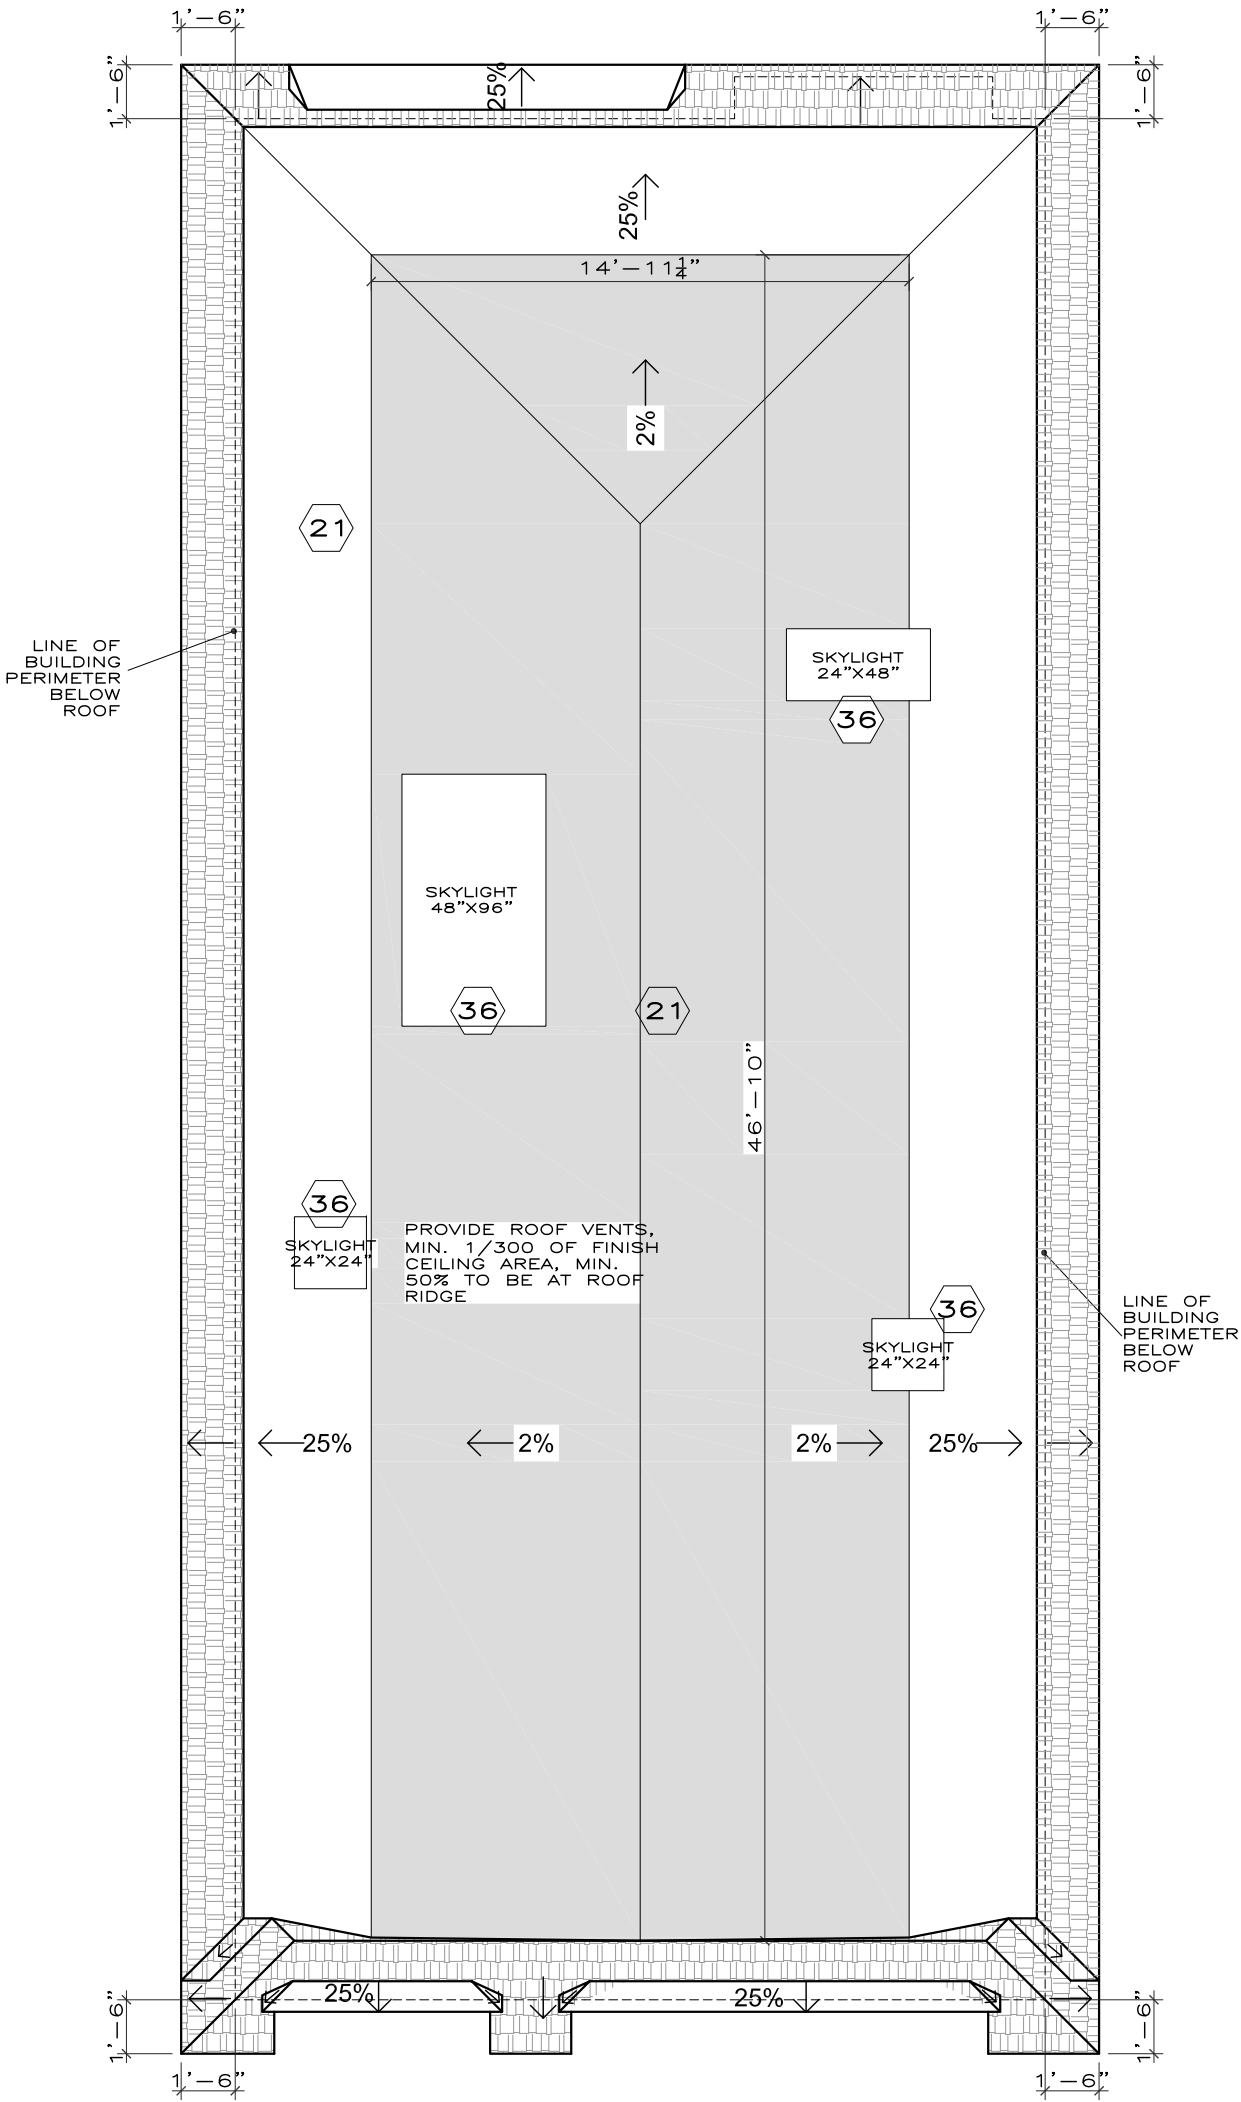 1'-6"
1'-6"
1'-6"
25%
1'-6"
25%
14'-11 1/4"
2%
21
LINE OF
BUILDING
PERIMETER
BELOW
ROOF
SKYLIGHT
24"X48"
36
SKYLIGHT
48"X96"
36
21
46'-10"
36
SKYLIGHT
24"X24"
PROVIDE ROOF VENTS,
MIN. 1/300 OF FINISH
CEILING AREA, MIN.
50% TO BE AT ROOF
RIDGE
36
SKYLIGHT
24"X24"
LINE OF
BUILDING
PERIMETER
BELOW
ROOF
25%
2%
2%
25%
25%
25%
1'-6"
1'-6"
1'-6"
1'-6"